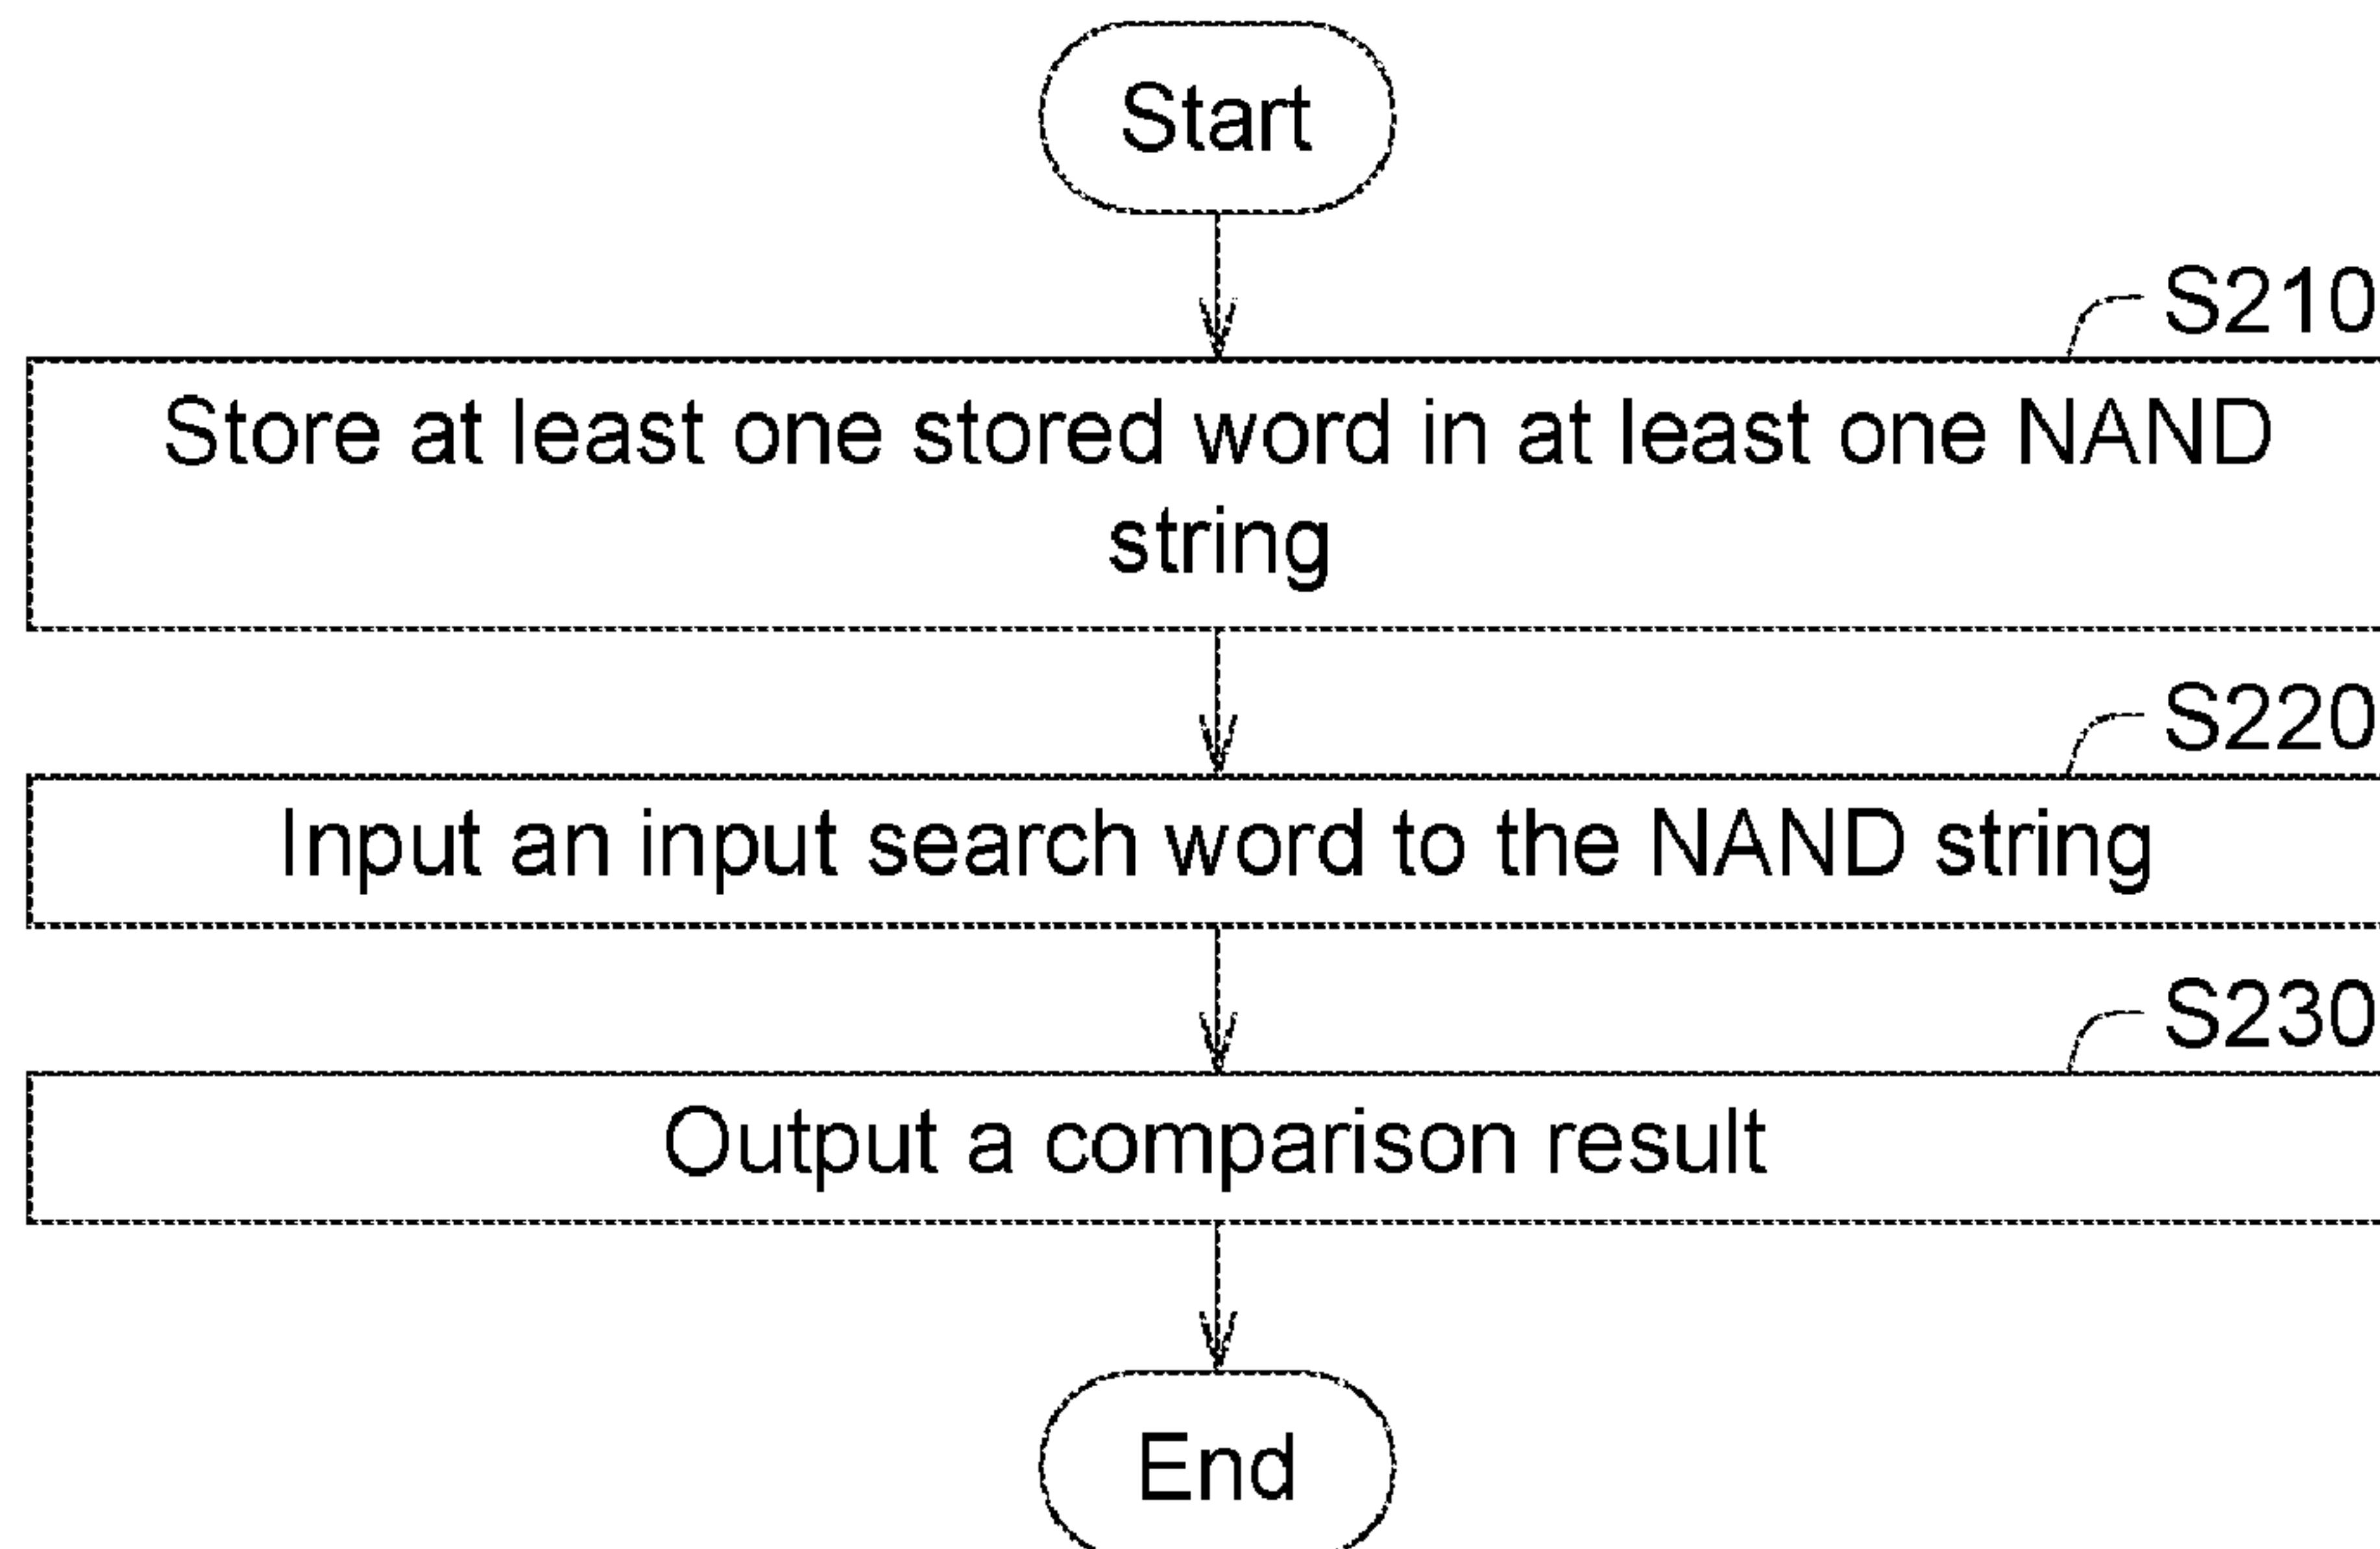 Start
S210
Store at least one stored word in at least one NAND
string
S220
Input an input search word to the NAND string
S230
Output a comparison result
End